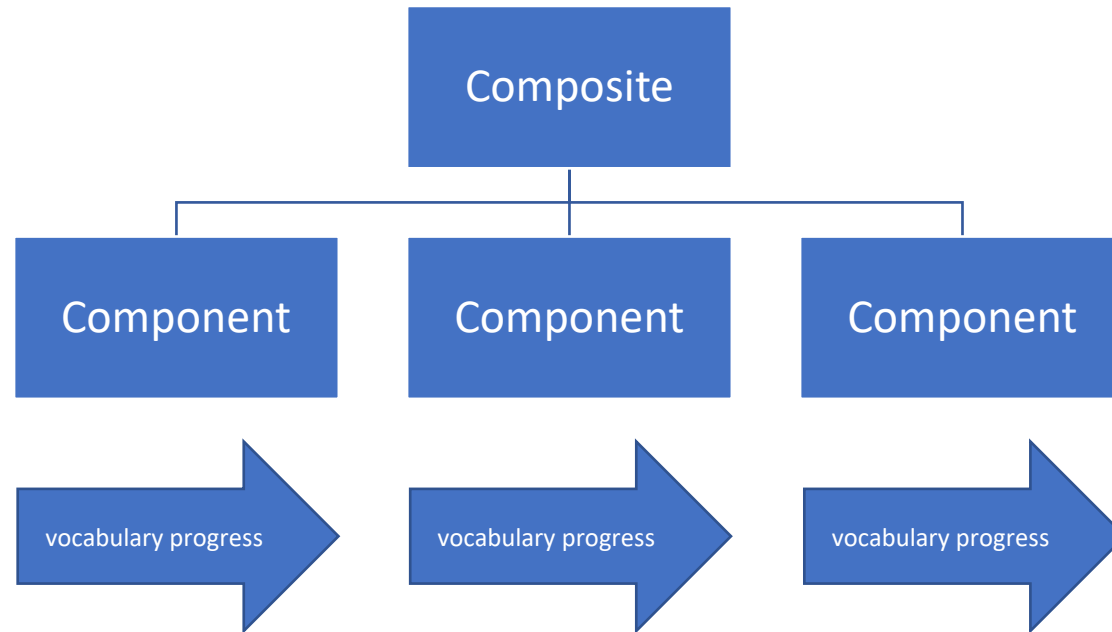 Composite
Component
Component
Component
vocabulary progress
vocabulary progress
vocabulary progress